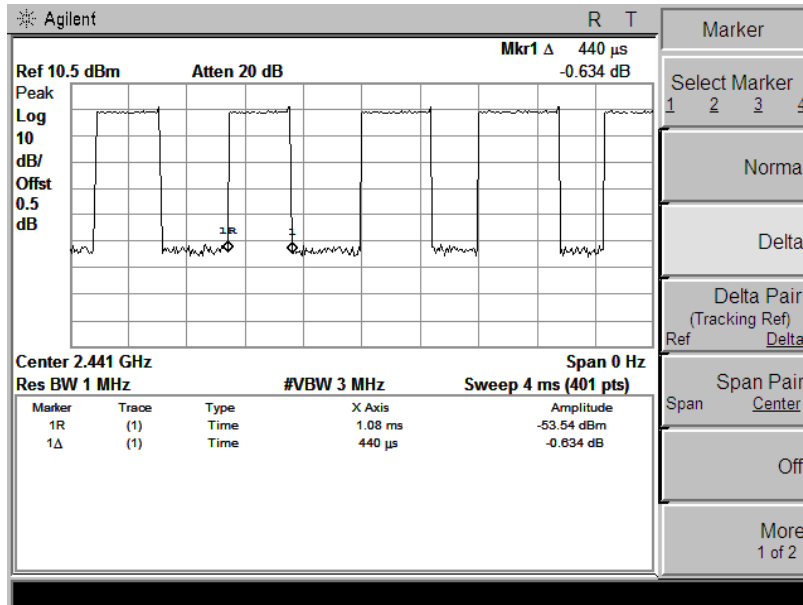 Agilent R T
Mkr1 Δ 440 μs
Ref 10.5 dBm Atten 20 dB -0.634 dB
Peak
Log
10
dB/
Offst
0.5
dB
1R 1
Center 2.441 GHz Span 0 Hz
Res BW 1 MHz #VBW 3 MHz Sweep 4 ms (401 pts)
Marker Trace Type X Axis Amplitude
1R (1) Time 1.08 ms -53.54 dBm
1Δ (1) Time 440 μs -0.634 dB
Marker
Select Marker
1 2 3 4
Norma
Delta
Delta Pair
(Tracking Ref)
Ref Delta
Span Pair
Span Center
Off
More
1 of 2